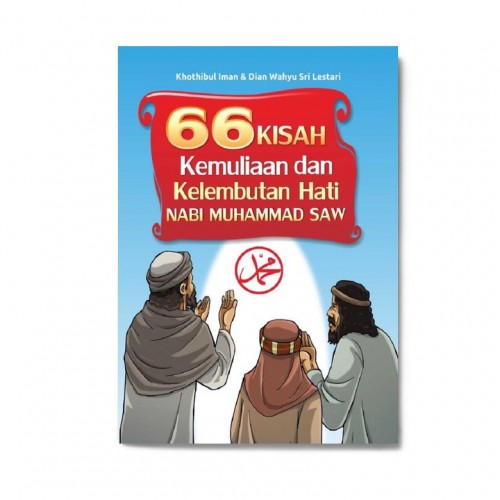 Khothibul Iman & Dian Wahyu Sri Lestari
66 KISAH
Kemuliaan dan
Kelembutan Hati
NABI MUHAMMAD SAW
محمد